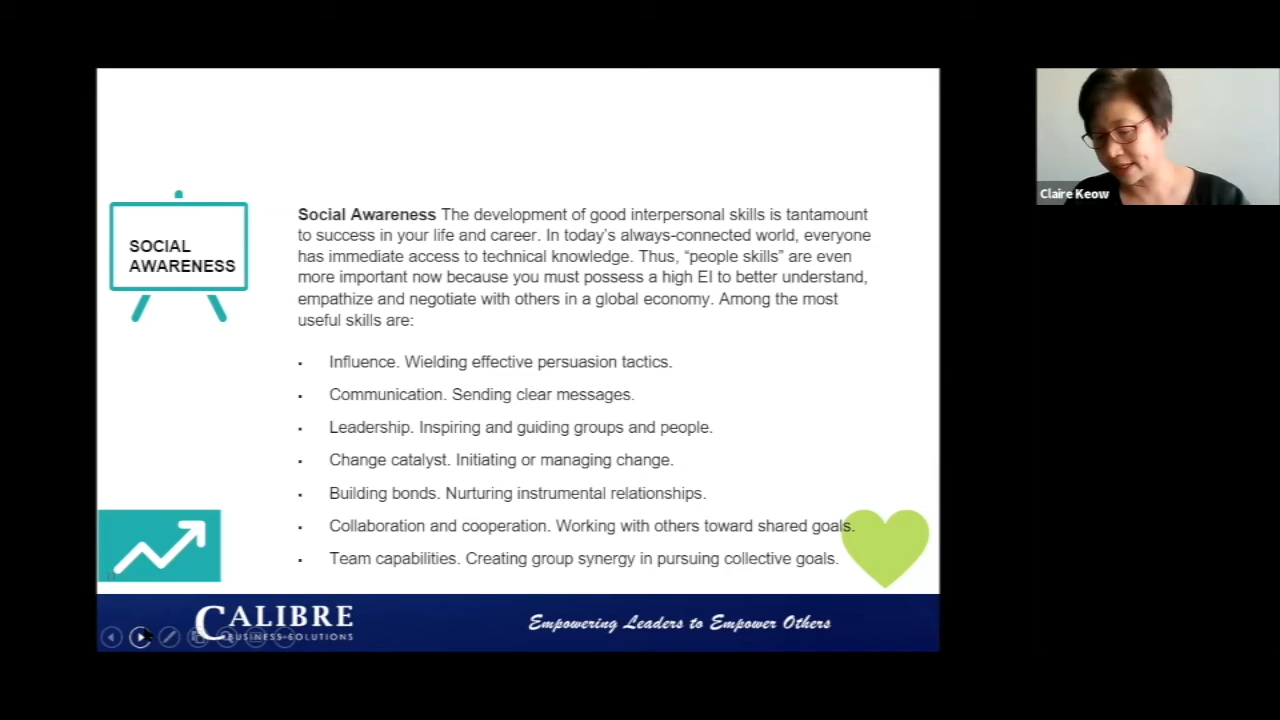 Claire Keow
SOCIAL
AWARENESS
Social Awareness The development of good interpersonal skills is tantamount
to success in your life and career. In today’s always-connected world, everyone
has immediate access to technical knowledge. Thus, “people skills” are even
more important now because you must possess a high EI to better understand,
empathize and negotiate with others in a global economy. Among the most
useful skills are:
▪ Influence. Wielding effective persuasion tactics.
▪ Communication. Sending clear messages.
▪ Leadership. Inspiring and guiding groups and people.
▪ Change catalyst. Initiating or managing change.
▪ Building bonds. Nurturing instrumental relationships.
▪ Collaboration and cooperation. Working with others toward shared goals.
▪ Team capabilities. Creating group synergy in pursuing collective goals.
CALIBRE
BUSINESS SOLUTIONS
Empowering Leaders to Empower Others